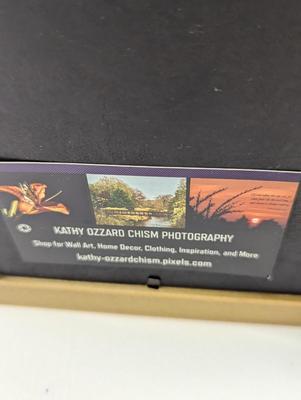 KATHY OZZARD CHISM PHOTOGRAPHY
Shop for Wall Art, Home Decor, Clothing, Inspiration, and More
kathy-ozzardchism.pixels.com